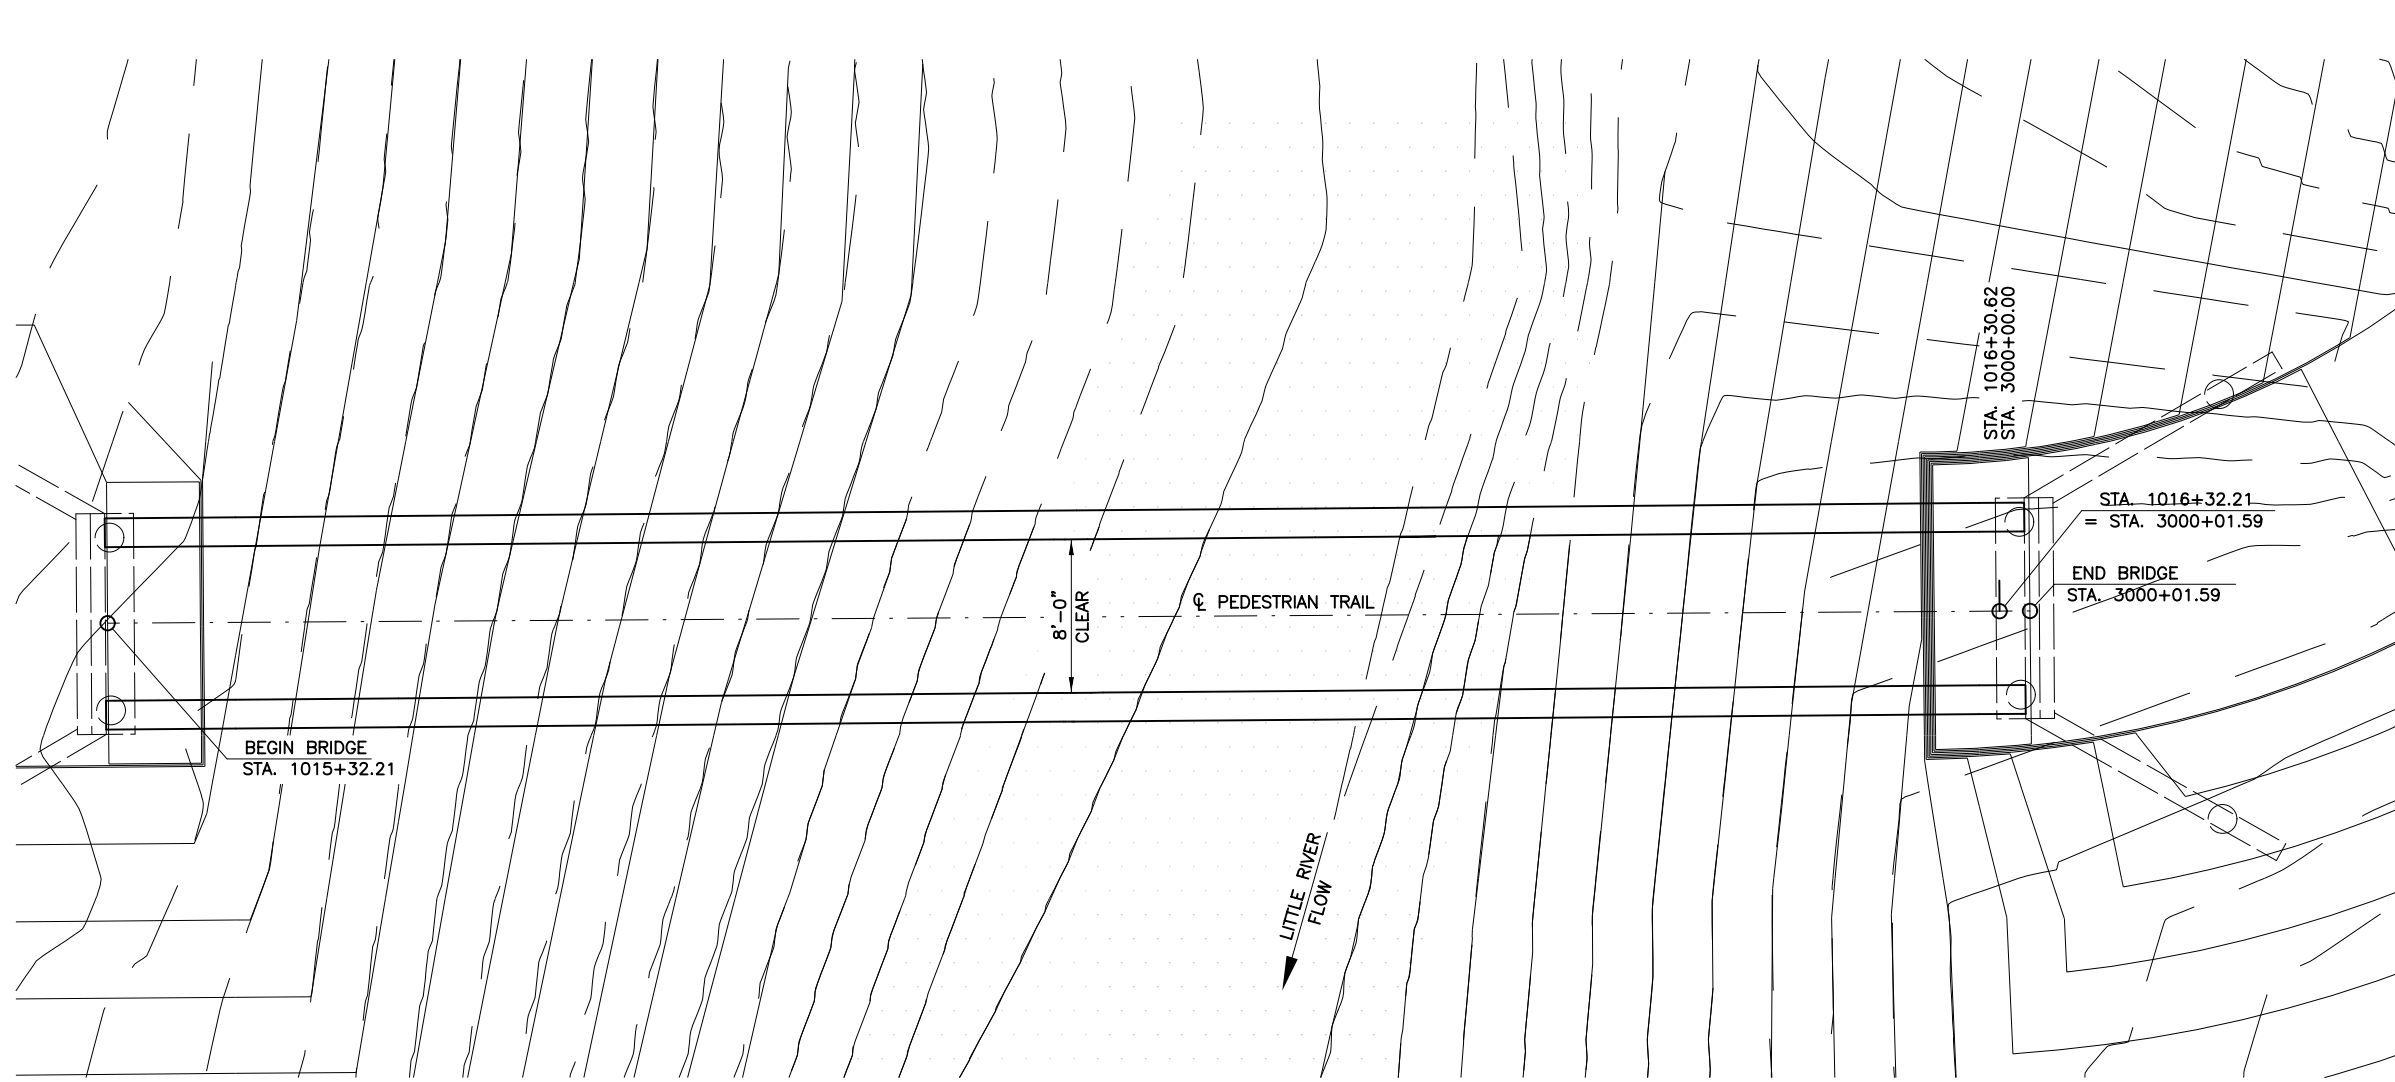 STA. 1016+30.62
STA. 3000+00.00
STA. 1016+32.21
= STA. 3000+01.59
END BRIDGE
STA. 3000+01.59
℄ PEDESTRIAN TRAIL
8'-0"
CLEAR
BEGIN BRIDGE
STA. 1015+32.21
LITTLE RIVER
FLOW